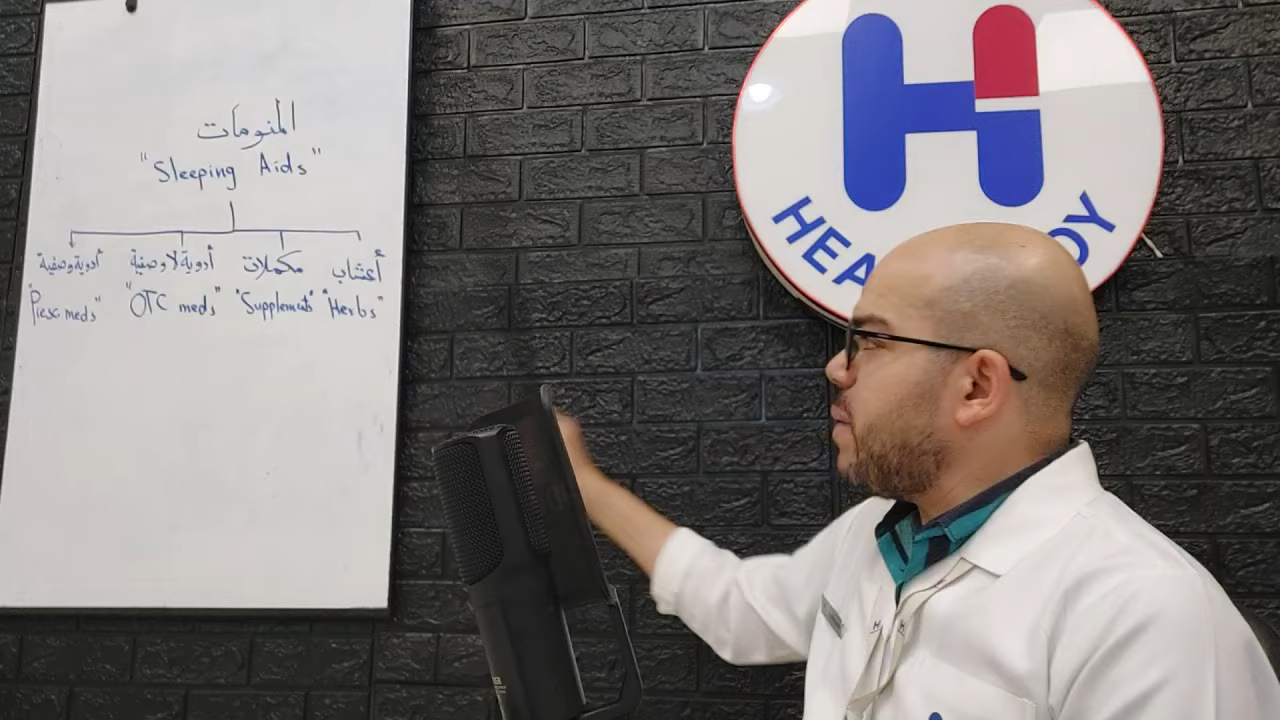 المنومات
"Sleeping Aids"
أعشاب مكملات أدوية لا وصفية أدوية وصفية
"Presc meds" "OTC meds" "Supplements" "Herbs"
H
HEA DY